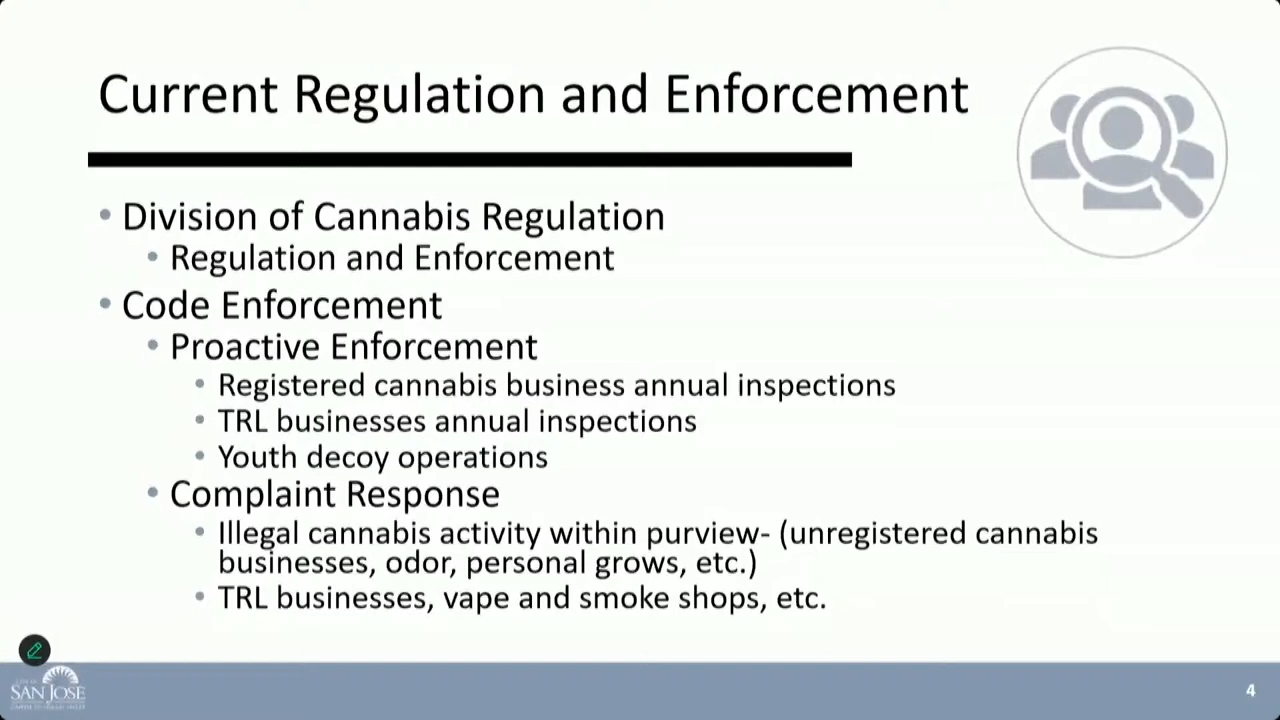 Current Regulation and Enforcement
• Division of Cannabis Regulation
• Regulation and Enforcement
• Code Enforcement
• Proactive Enforcement
• Registered cannabis business annual inspections
• TRL businesses annual inspections
• Youth decoy operations
• Complaint Response
• Illegal cannabis activity within purview- (unregistered cannabis
businesses, odor, personal grows, etc.)
• TRL businesses, vape and smoke shops, etc.
CITY OF
SAN JOSE
4